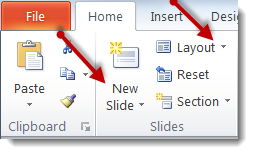 File Home Insert
Paste
New
Slide
Layout
Reset
Section
Clipboard Slides